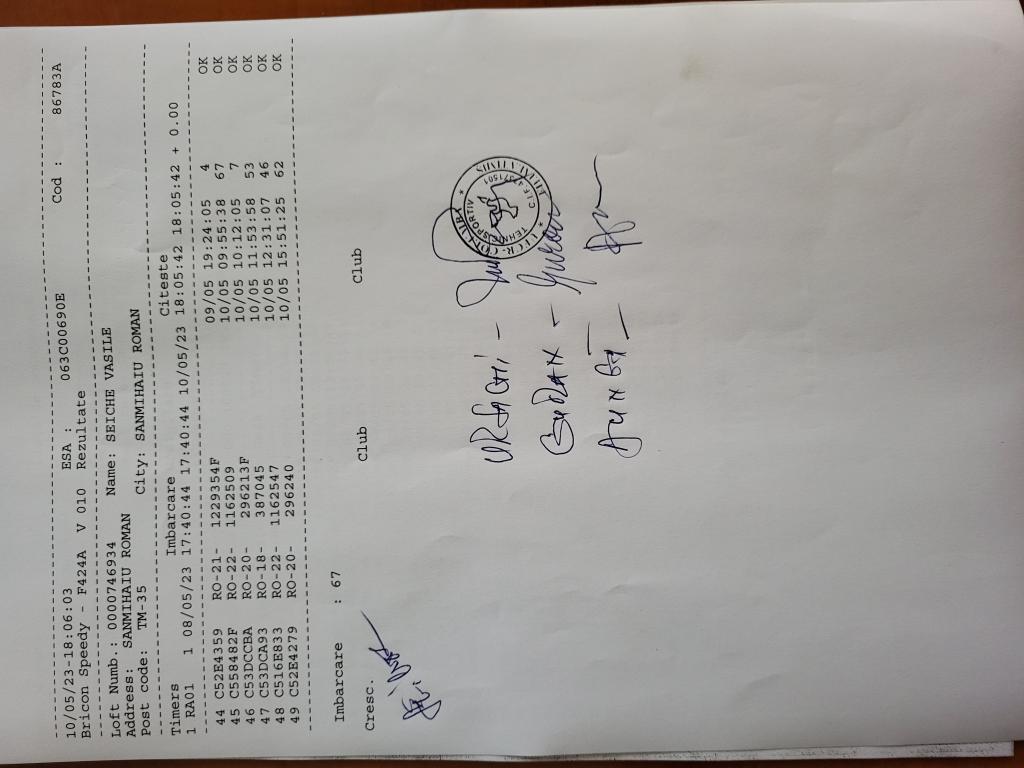 10/05/23-18:06:03 ESA : Cod :
Bricon Speedy - F424A V 010 Rezultate 063C00690E 86783A
Loft Numb.: 0000746934 Name: SEICHE VASILE
Address: SANMIHAIU ROMAN
Post code: TM-35 City: SANMIHAIU ROMAN
Timers Imbarcare Citeste
1 RA01 1 08/05/23 17:40:44 17:40:44 10/05/23 18:05:42 18:05:42 + 0.00
44 C52E4359 RO-21- 1229354F 09/05 19:24:05 4 OK
45 C558482F RO-22- 1162509 10/05 09:55:38 67 OK
46 C53DCCBA RO-20- 296213F 10/05 10:12:05 7 OK
47 C53DCA93 RO-18- 387045 10/05 11:53:58 53 OK
48 C516E833 RO-22- 1162547 10/05 12:31:07 46 OK
49 C52E4279 RO-20- 296240 10/05 15:51:25 62 OK
Imbarcare : 67
Cresc. Club Club